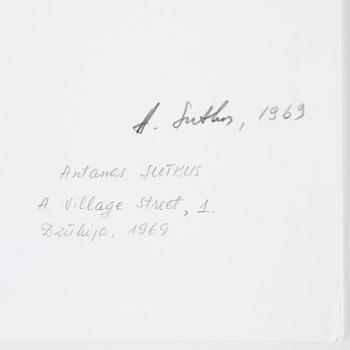 A. Sutkus, 1969
Antanas SUTKUS
A Village Street, 1.
Dzūkija, 1969